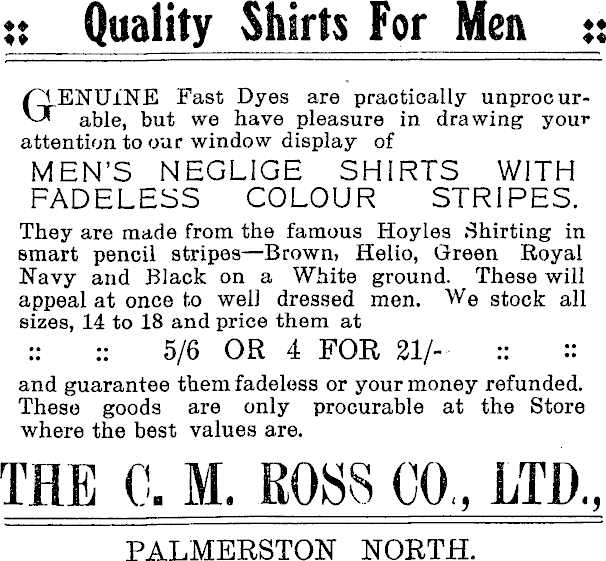 :: Quality Shirts For Men ::
GENUINE Fast Dyes are practically unprocur-
able, but we have pleasure in drawing your
attention to our window display of
MEN'S NEGLIGE SHIRTS WITH
FADELESS COLOUR STRIPES.
They are made from the famous Hoyles Shirting in
smart pencil stripes—Brown, Helio, Green Royal
Navy and Black on a White ground. These will
appeal at once to well dressed men. We stock all
sizes, 14 to 18 and price them at
:: :: 5/6 OR 4 FOR 21/- :: ::
and guarantee them fadeless or your money refunded.
These goods are only procurable at the Store
where the best values are.
THE C. M. ROSS CO., LTD.,
PALMERSTON NORTH.